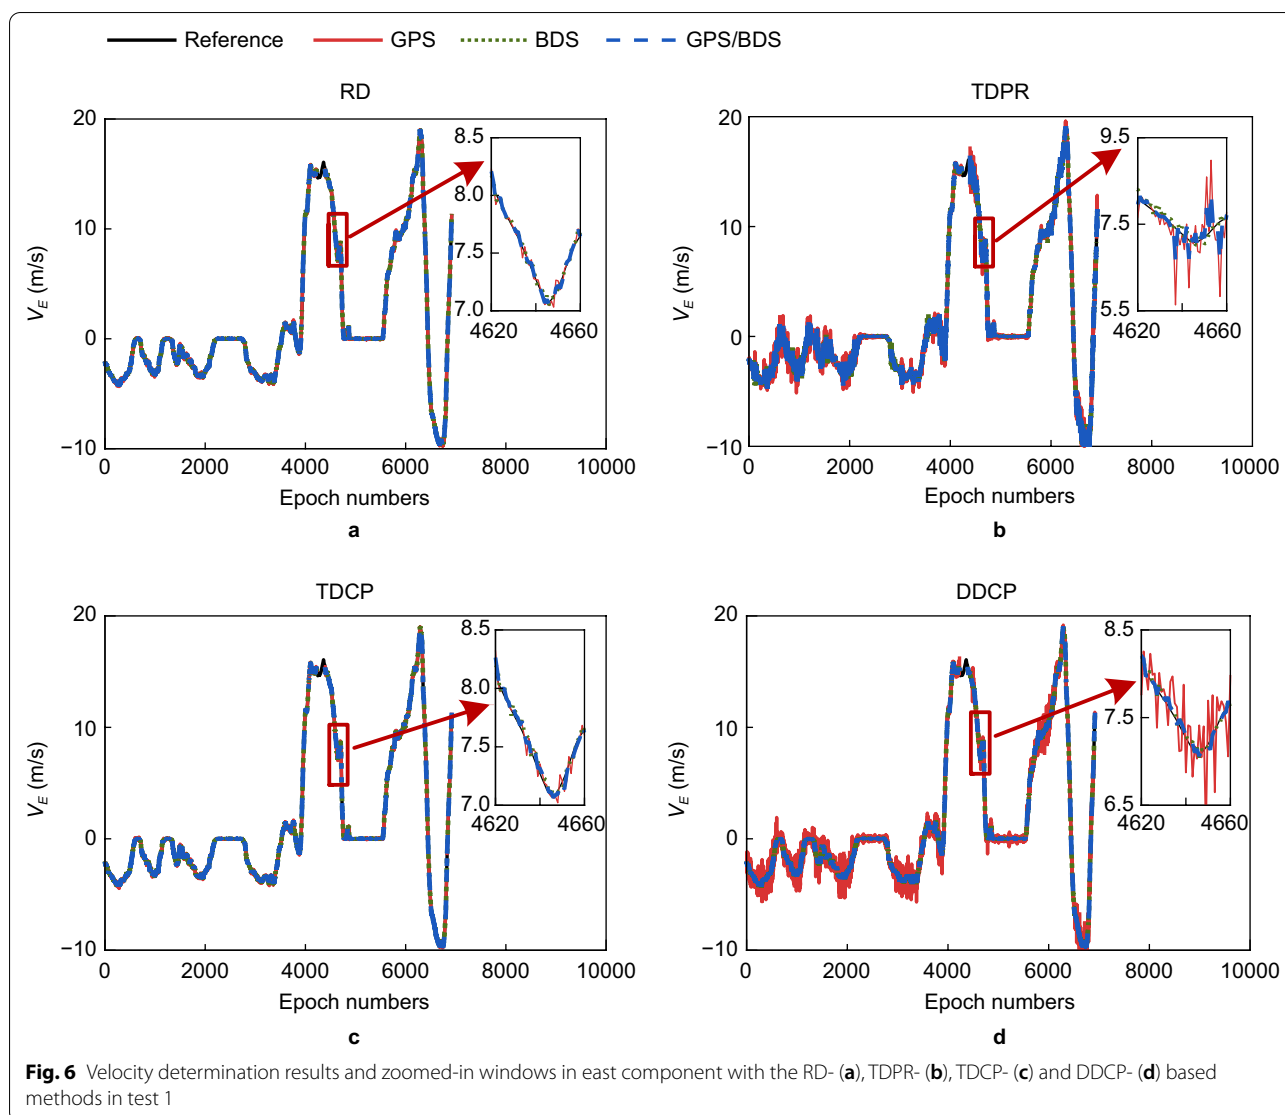 Reference GPS BDS GPS/BDS
RD
20
10
0
−10
V_E (m/s)
0 2000 4000 6000 8000 10000
Epoch numbers
8.5
8.0
7.5
7.0
4620 4660
a
TDPR
20
10
0
−10
V_E (m/s)
0 2000 4000 6000 8000 10000
Epoch numbers
9.5
7.5
5.5
4620 4660
b
TDCP
20
10
0
−10
V_E (m/s)
0 2000 4000 6000 8000 10000
Epoch numbers
8.5
8.0
7.5
7.0
4620 4660
c
DDCP
20
10
0
−10
V_E (m/s)
0 2000 4000 6000 8000 10000
Epoch numbers
8.5
7.5
6.5
4620 4660
d
Fig. 6 Velocity determination results and zoomed-in windows in east component with the RD- (a), TDPR- (b), TDCP- (c) and DDCP- (d) based
methods in test 1